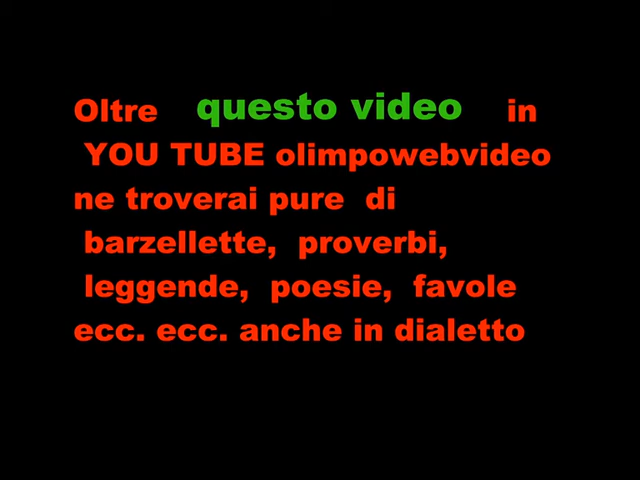 Oltre questo video in
YOU TUBE olimpowebvideo
ne troverai pure di
barzellette, proverbi,
leggende, poesie, favole
ecc. ecc. anche in dialetto